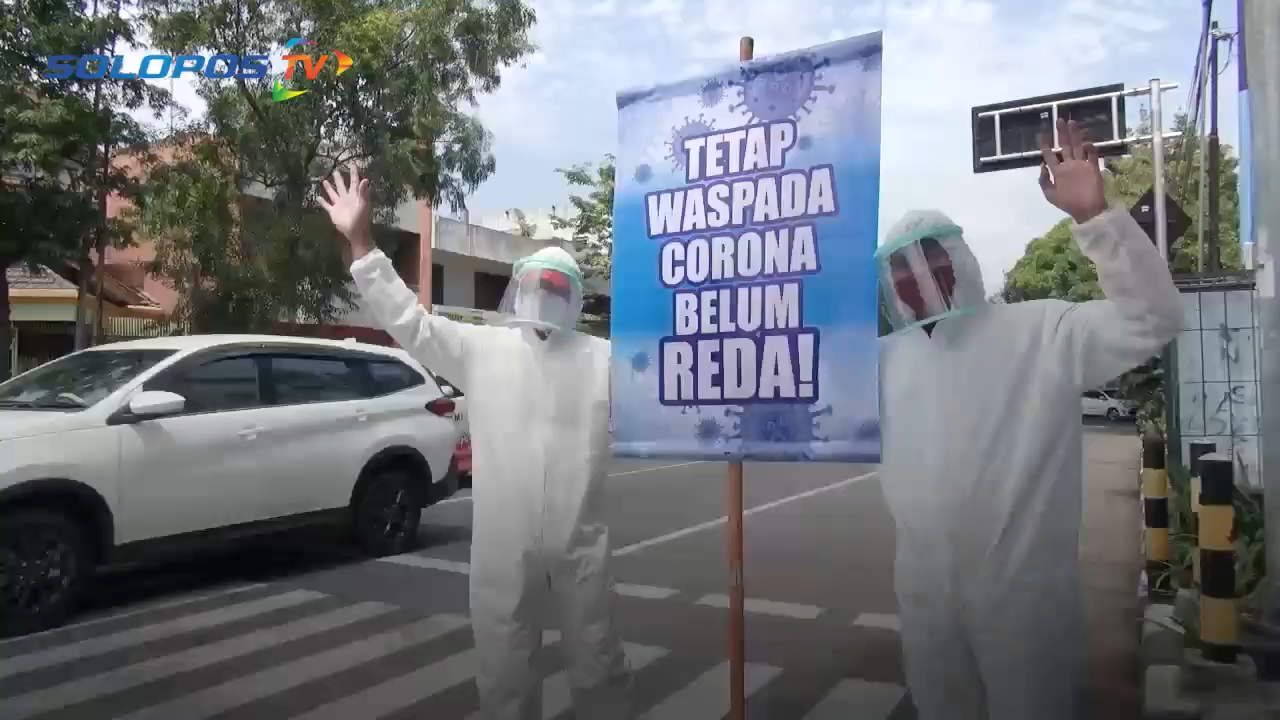 SOLOPOS TV
TETAP
WASPADA
CORONA
BELUM
REDA!